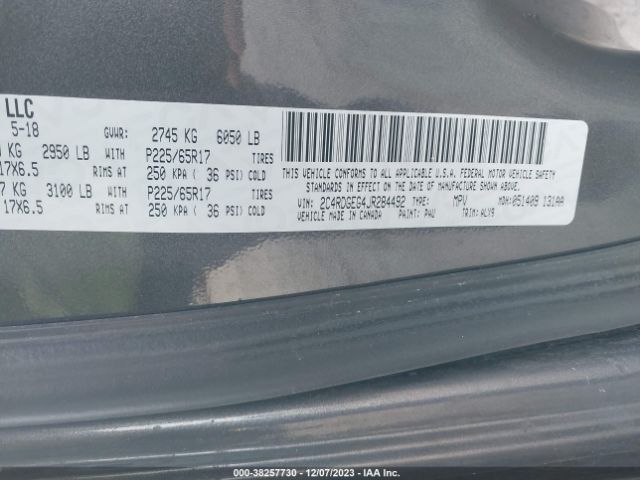 LLC
5-18 GVWR: 2745 KG 6050 LB
KG 2950 LB WITH P225/65R17 TIRES
17X6.5 RIMS AT 250 KPA ( 36 PSI) COLD
KG 3100 LB WITH P225/65R17 TIRES
17X6.5 RIMS AT 250 KPA ( 36 PSI) COLD
THIS VEHICLE CONFORMS TO ALL APPLICABLE U.S.A. FEDERAL MOTOR VEHICLE SAFETY
STANDARDS IN EFFECT ON THE DATE OF MANUFACTURE SHOWN ABOVE.
VIN: 2C4RDGEG4JR284492 TYPE: MPV MDH: 051409 131AA
VEHICLE MADE IN CANADA PAINT: PAU TRIM: ALX9
000-38257730 - 12/07/2023 - IAA Inc.